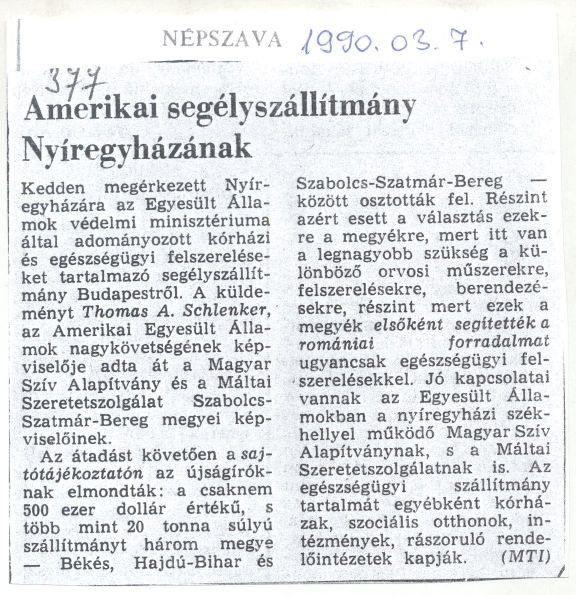 NÉPSZAVA 1990.03.7.
377
Amerikai segélyszállítmány
Nyíregyházának
Kedden megérkezett Nyír-
egyházára az Egyesült Álla-
mok védelmi minisztériuma
által adományozott kórházi
és egészségügyi felszerelése-
ket tartalmazó segélyszállít-
mány Budapestről. A külde-
ményt Thomas A. Schlenker,
az Amerikai Egyesült Álla-
mok nagykövetségének kép-
viselője adta át a Magyar
Szív Alapítvány és a Máltai
Szeretetszolgálat Szabolcs-
Szatmár-Bereg megyei kép-
viselőinek.
Az átadást követően a saj-
tótájékoztatón az újságírók-
nak elmondták: a csaknem
500 ezer dollár értékű, s
több mint 20 tonna súlyú
szállítmányt három megye
— Békés, Hajdú-Bihar és
Szabolcs-Szatmár-Bereg —
között osztották fel. Részint
azért esett a választás ezek-
re a megyékre, mert itt van
a legnagyobb szükség a kü-
lönböző orvosi műszerekre,
felszerelésekre, berendezé-
sekre, részint mert ezek a
megyék elsőként segítették a
romániai forradalmat
ugyancsak egészségügyi fel-
szerelésekkel. Jó kapcsolatai
vannak az Egyesült Álla-
mokban a nyíregyházi szék-
hellyel működő Magyar Szív
Alapítványnak, s a Máltai
Szeretetszolgálatnak is. Az
egészségügyi szállítmány
tartalmát egyébként kórhá-
zak, szociális otthonok, in-
tézmények, rászoruló rende-
lőintézetek kapják. (MTI)